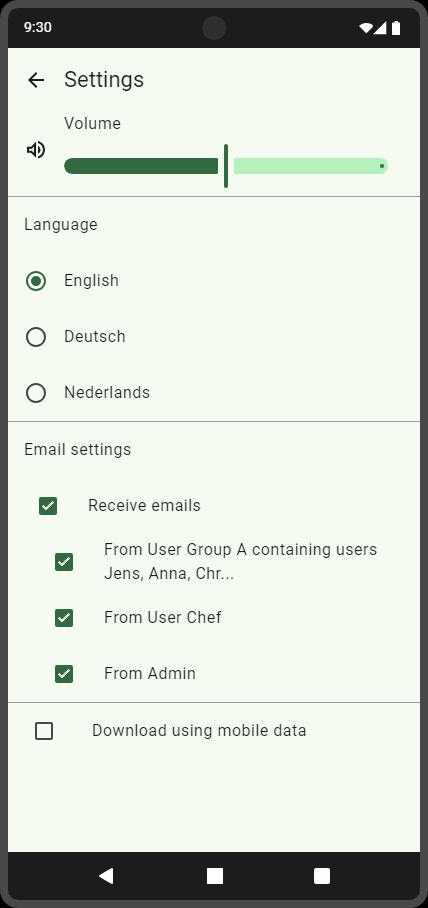 9:30
Settings
Volume
Language
English
Deutsch
Nederlands
Email settings
Receive emails
From User Group A containing users
Jens, Anna, Chr...
From User Chef
From Admin
Download using mobile data